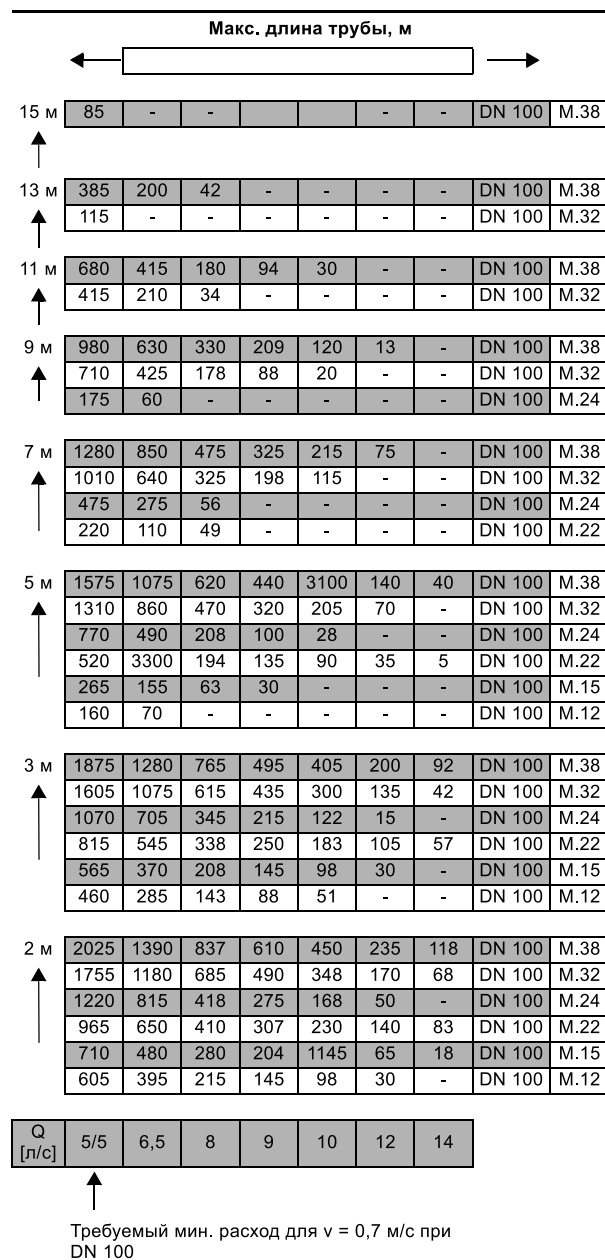 Макс. длина трубы, м
15 м 85 - - - - DN 100 M.38
13 м 385 200 42 - - - - DN 100 M.38
115 - - - - - - DN 100 M.32
11 м 680 415 180 94 30 - - DN 100 M.38
415 210 34 - - - - DN 100 M.32
9 м 980 630 330 209 120 13 - DN 100 M.38
710 425 178 88 20 - - DN 100 M.32
175 60 - - - - - DN 100 M.24
7 м 1280 850 475 325 215 75 - DN 100 M.38
1010 640 325 198 115 - - DN 100 M.32
475 275 56 - - - - DN 100 M.24
220 110 49 - - - - DN 100 M.22
5 м 1575 1075 620 440 3100 140 40 DN 100 M.38
1310 860 470 320 205 70 - DN 100 M.32
770 490 208 100 28 - - DN 100 M.24
520 3300 194 135 90 35 5 DN 100 M.22
265 155 63 30 - - - DN 100 M.15
160 70 - - - - - DN 100 M.12
3 м 1875 1280 765 495 405 200 92 DN 100 M.38
1605 1075 615 435 300 135 42 DN 100 M.32
1070 705 345 215 122 15 - DN 100 M.24
815 545 338 250 183 105 57 DN 100 M.22
565 370 208 145 98 30 - DN 100 M.15
460 285 143 88 51 - - DN 100 M.12
2 м 2025 1390 837 610 450 235 118 DN 100 M.38
1755 1180 685 490 348 170 68 DN 100 M.32
1220 815 418 275 168 50 - DN 100 M.24
965 650 410 307 230 140 83 DN 100 M.22
710 480 280 204 1145 65 18 DN 100 M.15
605 395 215 145 98 30 - DN 100 M.12
Q
[л/с] 5/5 6,5 8 9 10 12 14
Требуемый мин. расход для v = 0,7 м/с при
DN 100